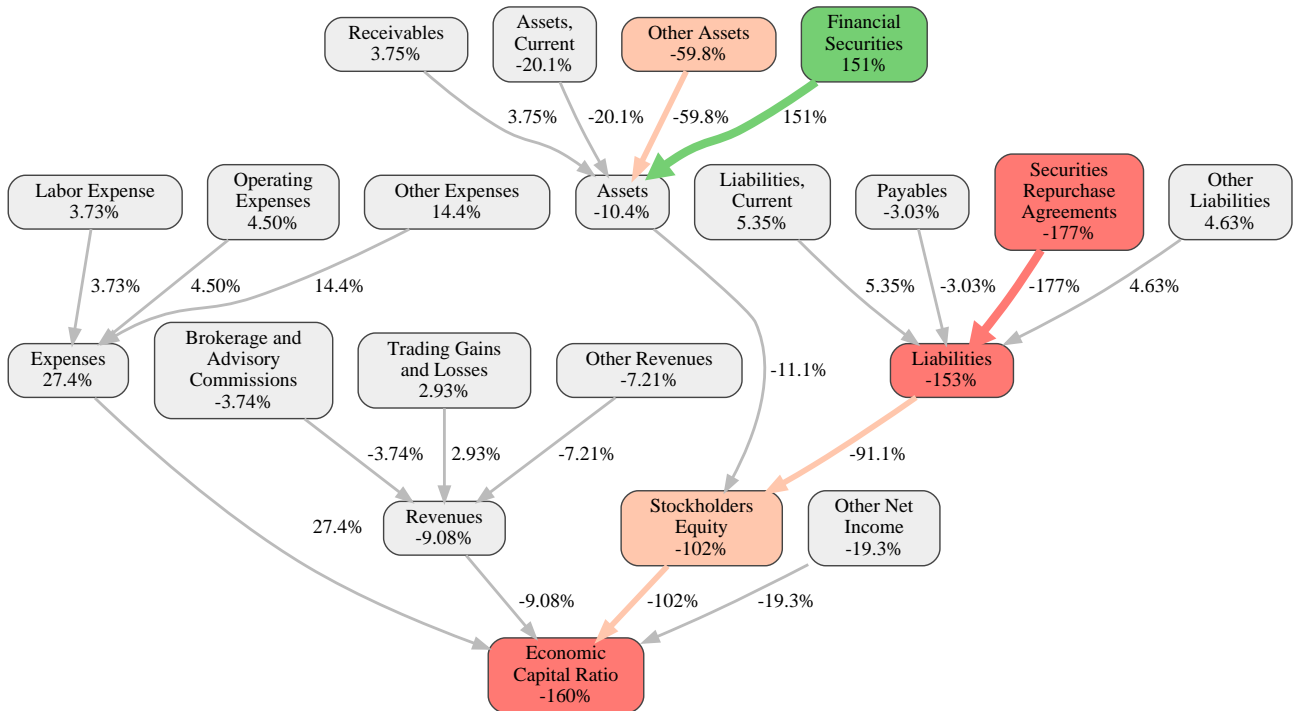 Receivables
3.75%
Assets,
Current
-20.1%
Other Assets
-59.8%
Financial
Securities
151%
3.75%
-20.1%
-59.8%
151%
Labor Expense
3.73%
Operating
Expenses
4.50%
Other Expenses
14.4%
Assets
-10.4%
Liabilities,
Current
5.35%
Payables
-3.03%
Securities
Repurchase
Agreements
-177%
Other
Liabilities
4.63%
3.73%
4.50%
14.4%
5.35%
-3.03%
-177%
4.63%
Expenses
27.4%
Brokerage and
Advisory
Commissions
-3.74%
Trading Gains
and Losses
2.93%
Other Revenues
-7.21%
-11.1%
Liabilities
-153%
-3.74%
2.93%
-7.21%
-91.1%
27.4%
Revenues
-9.08%
Stockholders
Equity
-102%
Other Net
Income
-19.3%
-9.08%
-102%
-19.3%
Economic
Capital Ratio
-160%